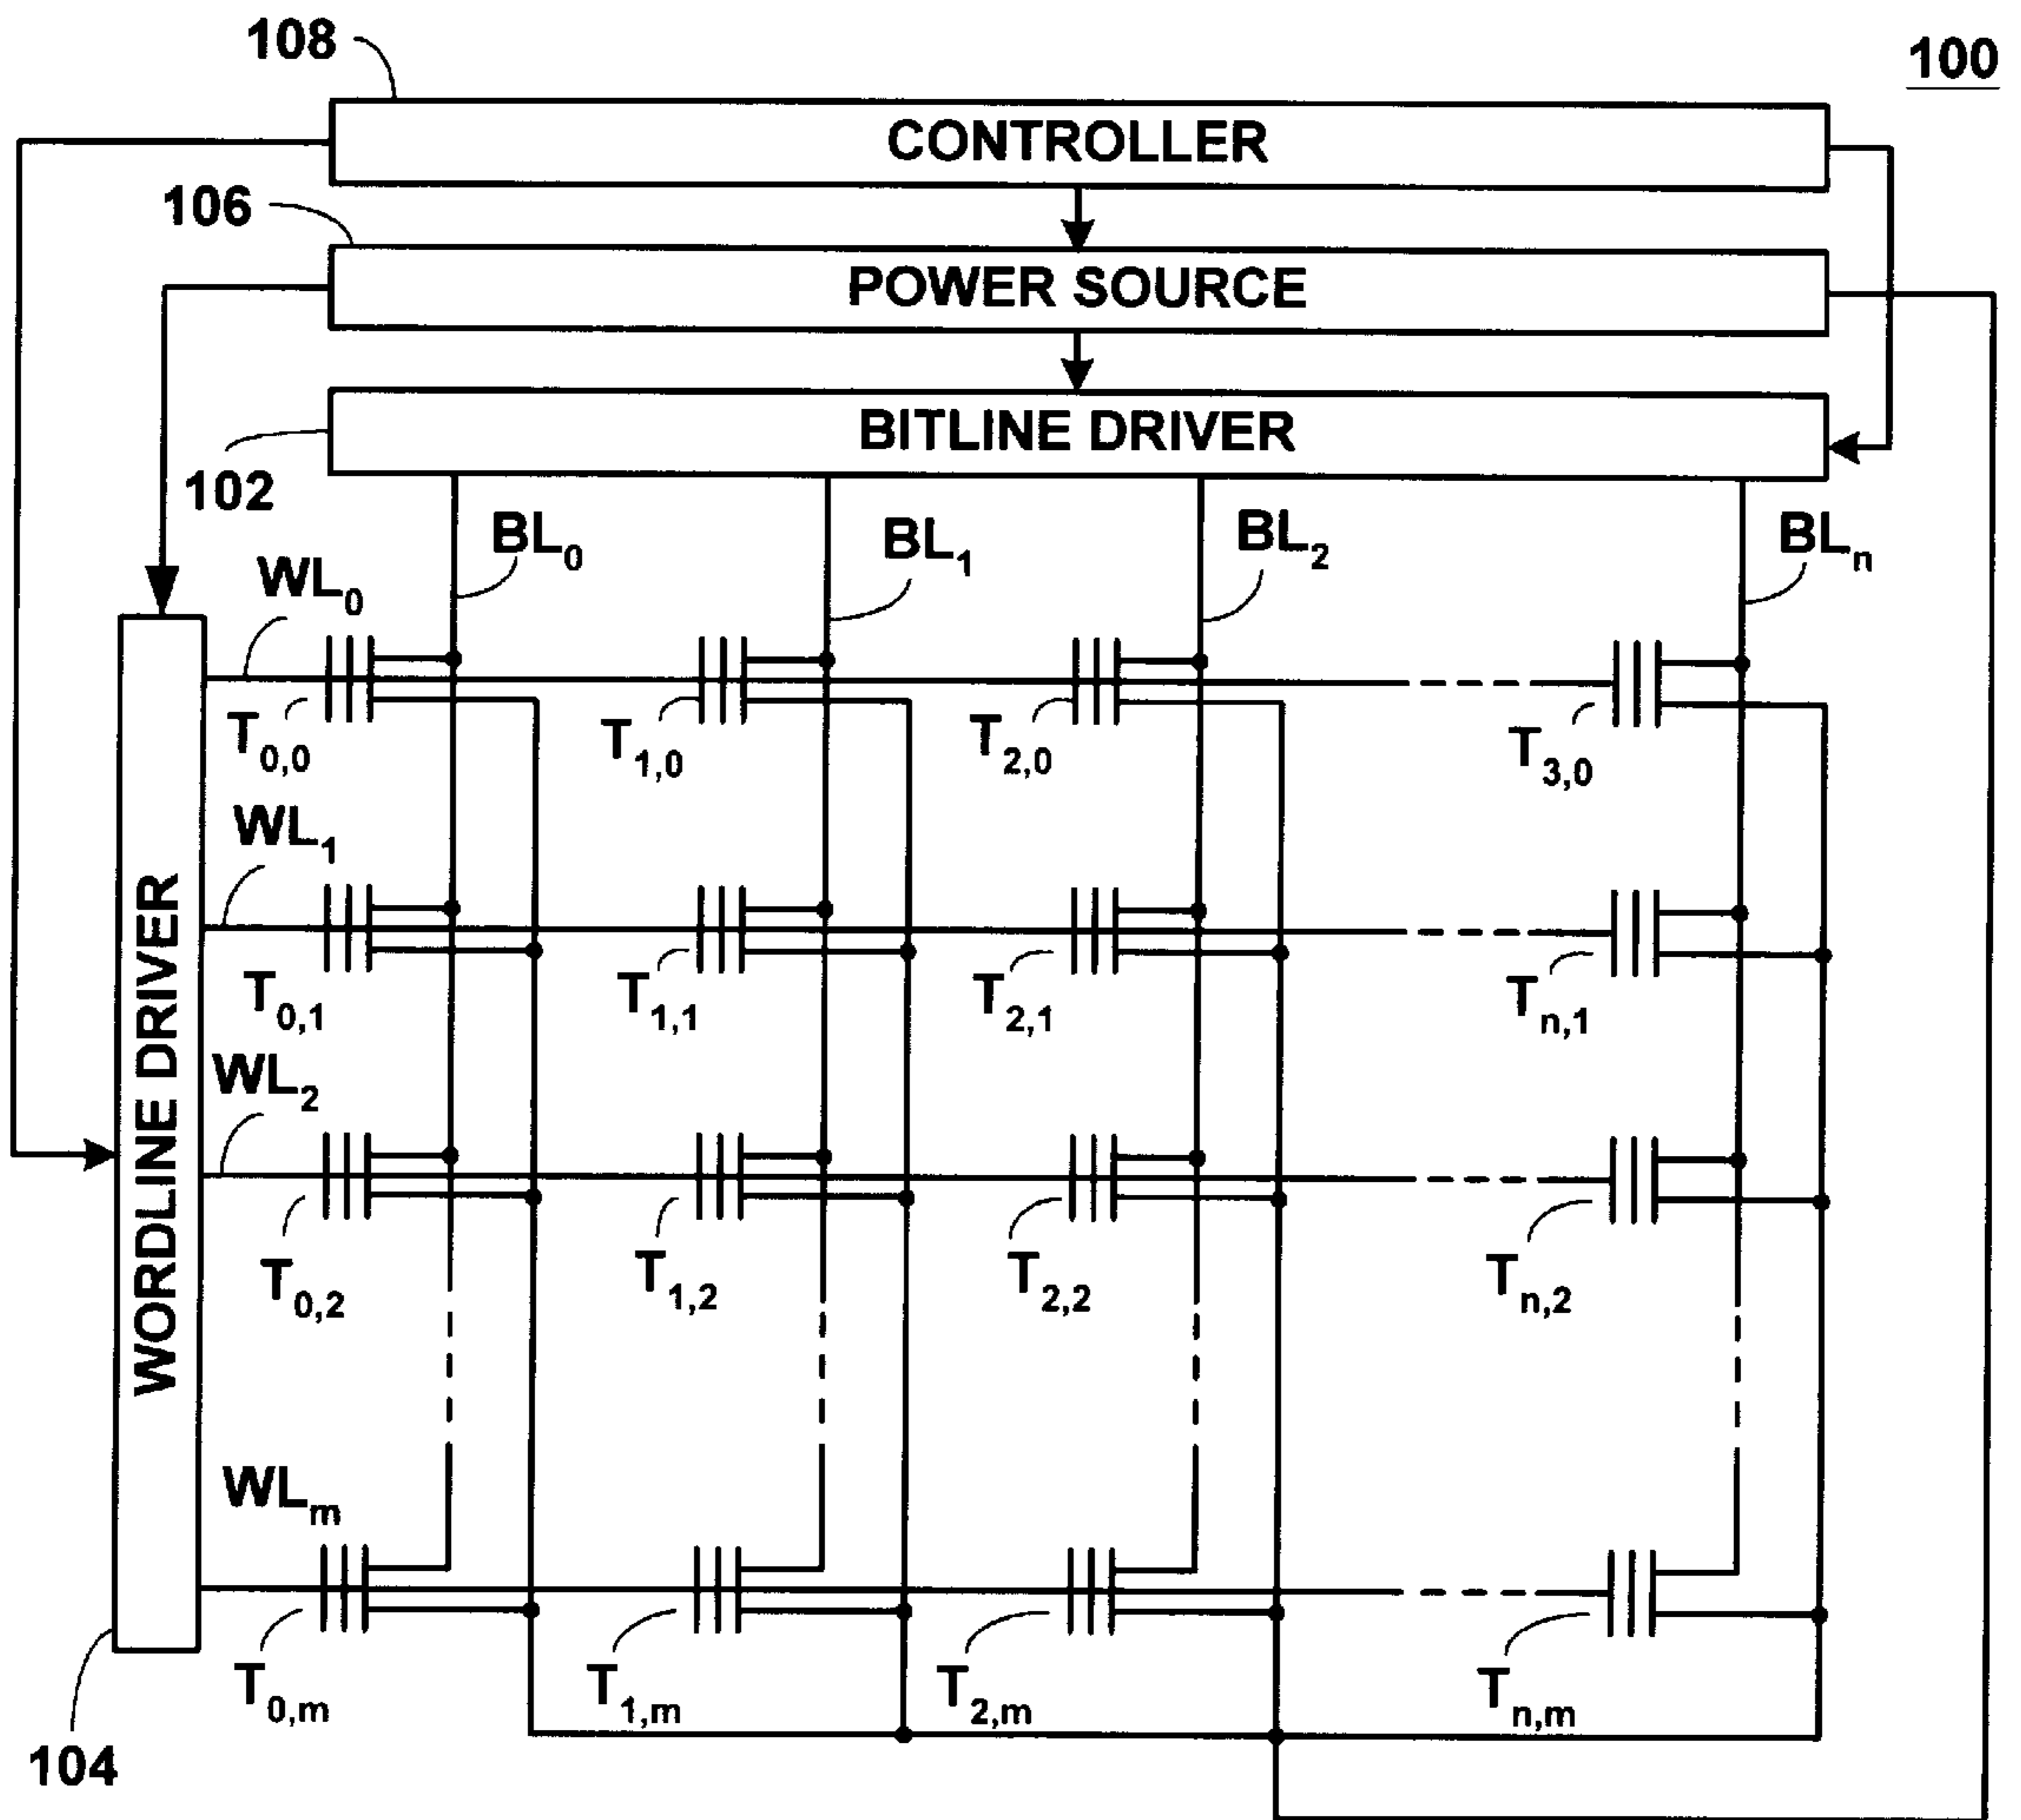 108
100
CONTROLLER
106
POWER SOURCE
BITLINE DRIVER
102
BL0
BL1
BL2
BLn
WL0
T0,0
T1,0
T2,0
T3,0
WL1
T0,1
T1,1
T2,1
Tn,1
WORDLINE DRIVER
WL2
T0,2
T1,2
T2,2
Tn,2
WLm
T0,m
T1,m
T2,m
Tn,m
104